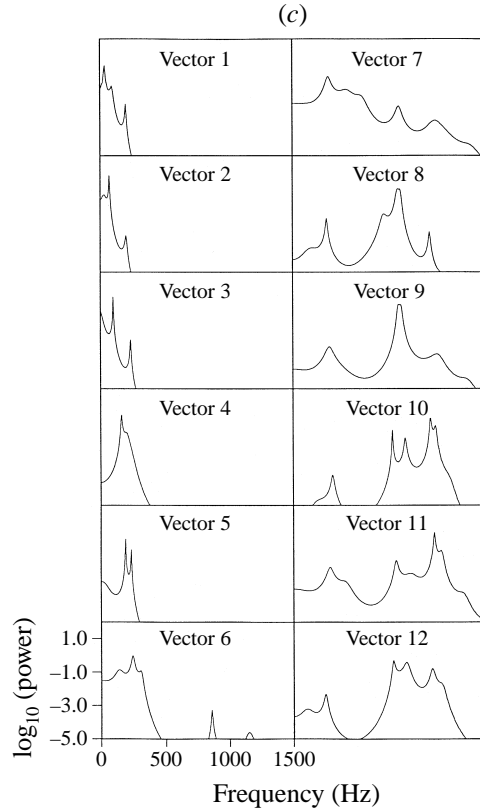 (c)
Vector 1 Vector 7
Vector 2 Vector 8
Vector 3 Vector 9
Vector 4 Vector 10
Vector 5 Vector 11
Vector 6 Vector 12
1.0
−1.0
−3.0
−5.0
log10 (power)
0 500 1000 1500
Frequency (Hz)